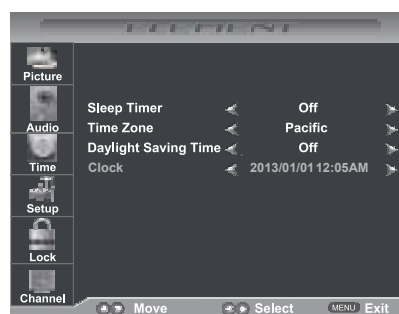 ELEMENT
Picture
Audio
Time
Setup
Lock
Channel
Sleep Timer Off
Time Zone Pacific
Daylight Saving Time Off
Clock 2013/01/01 12:05AM
Move Select MENU Exit